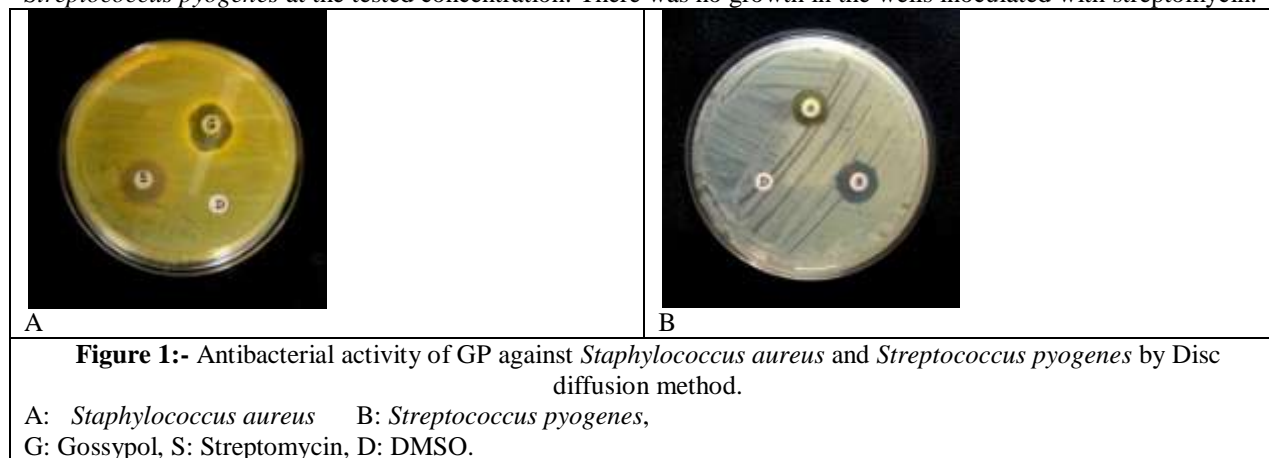 Streptococcus pyogenes at the tested concentration. There was no growth in the wells inoculated with streptomycin.
G
S
D
D
A
B
Figure 1:- Antibacterial activity of GP against Staphylococcus aureus and Streptococcus pyogenes by Disc
diffusion method.
A: Staphylococcus aureus B: Streptococcus pyogenes,
G: Gossypol, S: Streptomycin, D: DMSO.